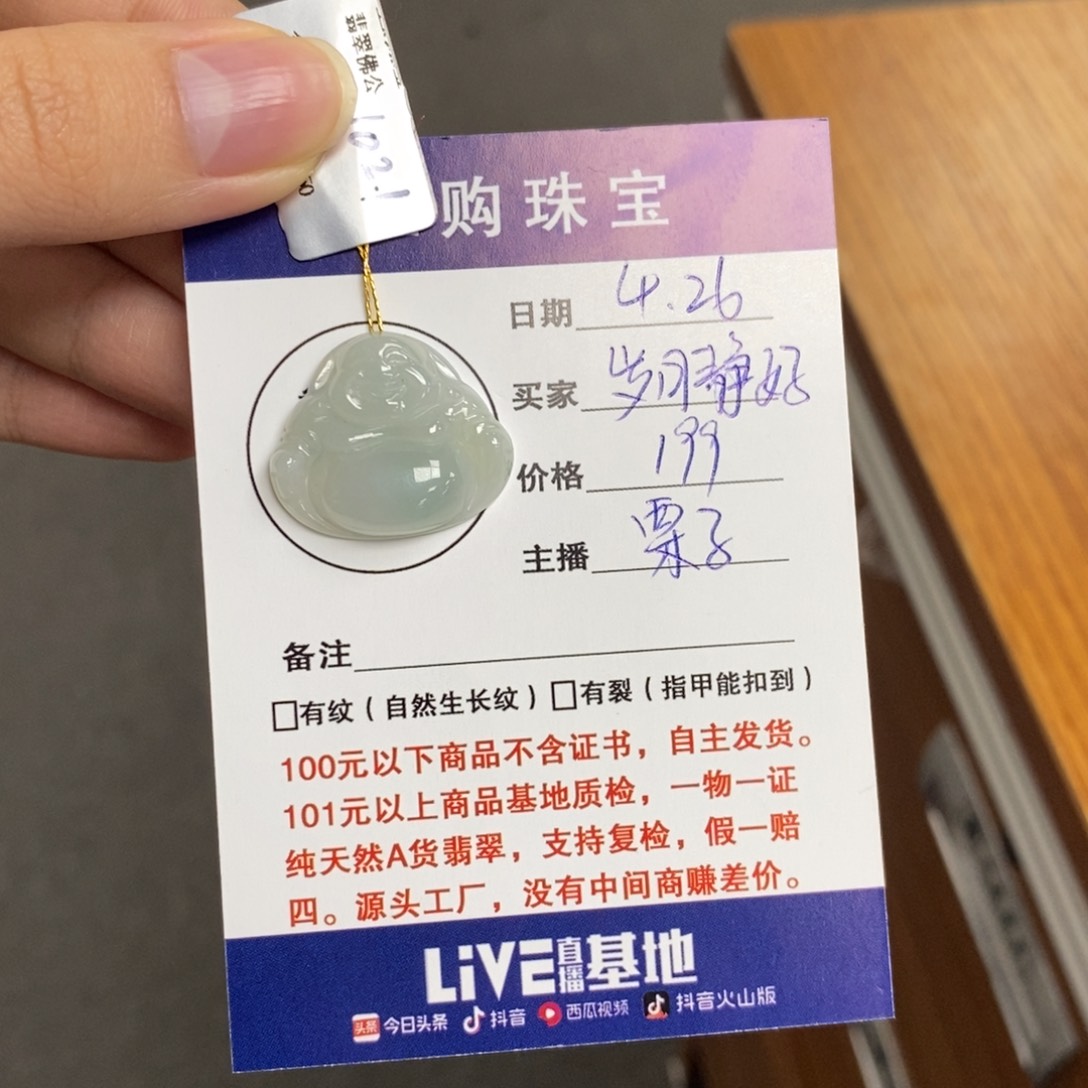 翡翠佛公
1021
购珠宝
日期 4.26
买家 岁月静好
价格 199
主播 栗子
备注
有纹（自然生长纹）有裂（指甲能扣到）
100元以下商品不含证书，自主发货。
101元以上商品基地质检，一物一证
纯天然A货翡翠，支持复检，假一赔
四。源头工厂，没有中间商赚差价。
LiVE直播基地
头条 今日头条 抖音 西瓜视频 抖音火山版